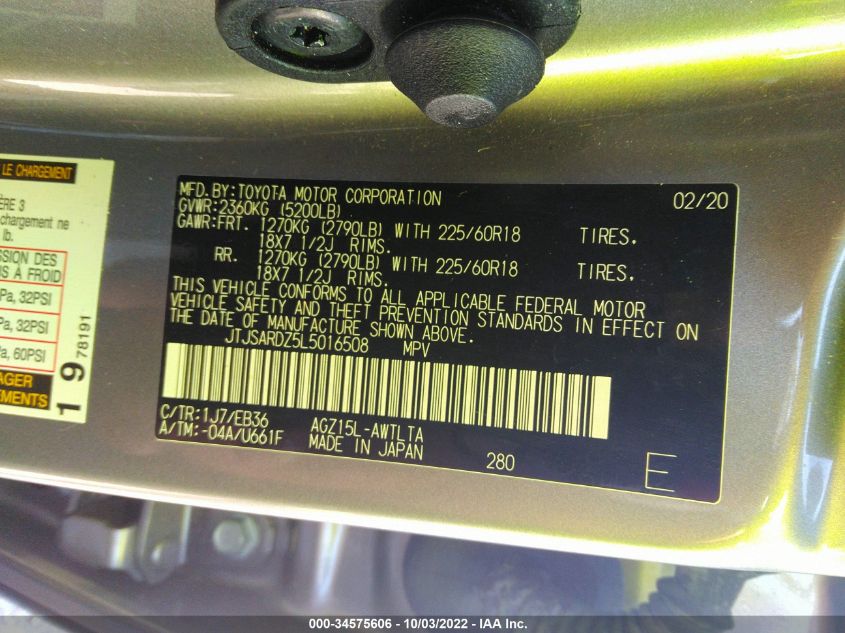 LE CHARGEMENT
ÈRE 3
chargement ne
lb.
SSION DES
S À FROID
Pa, 32PSI
Pa, 32PSI
a, 60PSI
AGER
EMENTS
1 9 78191
MFD.BY:TOYOTA MOTOR CORPORATION 02/20
GVWR:2360KG (5200LB)
GAWR:FRT. 1270KG (2790LB) WITH 225/60R18 TIRES.
18X7 1/2J RIMS.
RR. 1270KG (2790LB) WITH 225/60R18 TIRES.
18X7 1/2J RIMS.
THIS VEHICLE CONFORMS TO ALL APPLICABLE FEDERAL MOTOR
VEHICLE SAFETY AND THEFT PREVENTION STANDARDS IN EFFECT ON
THE DATE OF MANUFACTURE SHOWN ABOVE.
JTJSARDZ5L5016508 MPV
C/TR:1J7/EB36 AGZ15L-AWTLTA
A/TM:-04A/U661F MADE IN JAPAN 280 E
000-34575606 - 10/03/2022 - IAA Inc.